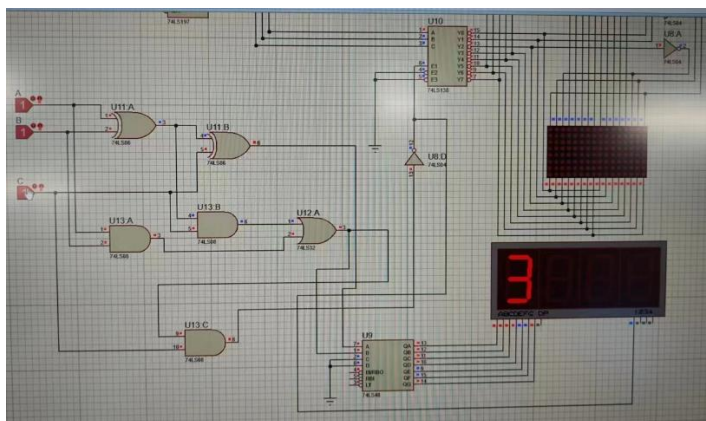 74LS197
U10
A
B
C
E1
E2
E3
Y0
Y1
Y2
Y3
Y4
Y5
Y6
Y7
74LS138
74LS04
U8:A
74LS04
A
1
B
1
C
U11:A
74LS86
U11:B
74LS86
U8:D
74LS04
U13:A
74LS08
U13:B
74LS08
U12:A
74LS32
U13:C
74LS08
3
ABCDEFG DP
1234
U9
A
B
C
D
BI/RBO
RBI
LT
QA
QB
QC
QD
QE
QF
QG
74LS48